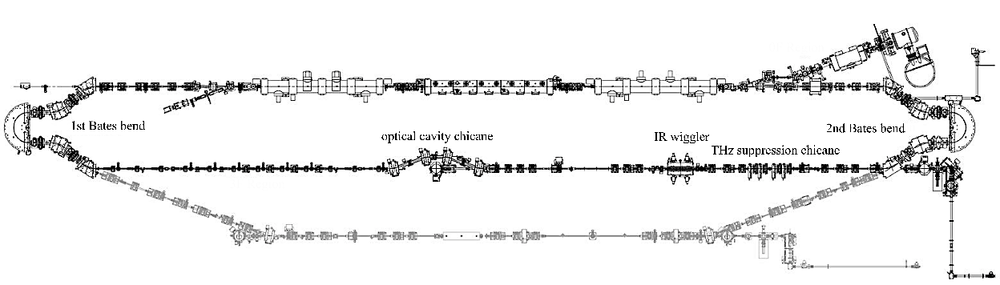 1st Bates bend
2nd Bates bend
optical cavity chicane
IR wiggler
THz suppression chicane